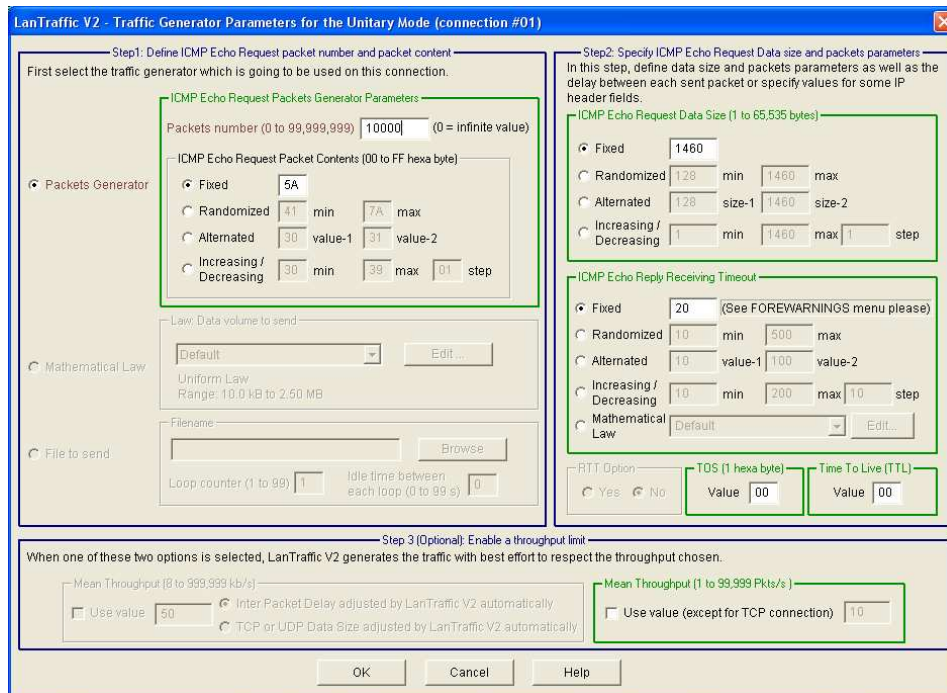 LanTraffic V2 - Traffic Generator Parameters for the Unitary Mode (connection #01)
Step1: Define ICMP Echo Request packet number and packet content
First select the traffic generator which is going to be used on this connection.
Packets Generator
ICMP Echo Request Packets Generator Parameters
Packets number (0 to 99,999,999) 10000 (0 = infinite value)
ICMP Echo Request Packet Contents (00 to FF hexa byte)
Fixed 5A
Randomized 41 min 7A max
Alternated 30 value-1 31 value-2
Increasing /
Decreasing 30 min 39 max 01 step
Mathematical Law
Law: Data volume to send
Default Edit ...
Uniform Law
Range: 10.0 kB to 2.50 MB
File to send
Filename
Browse
Loop counter (1 to 99) 1 Idle time between
each loop (0 to 99 s) 0
Step2: Specify ICMP Echo Request Data size and packets parameters
In this step, define data size and packets parameters as well as the
delay between each sent packet or specify values for some IP
header fields.
ICMP Echo Request Data Size (1 to 65,535 bytes)
Fixed 1460
Randomized 128 min 1460 max
Alternated 128 size-1 1460 size-2
Increasing /
Decreasing 1 min 1460 max 1 step
ICMP Echo Reply Receiving Timeout
Fixed 20 (See FOREWARNINGS menu please)
Randomized 10 min 500 max
Alternated 10 value-1 100 value-2
Increasing /
Decreasing 10 min 200 max 10 step
Mathematical
Law Default Edit...
RTT Option
Yes No
TOS (1 hexa byte)
Value 00
Time To Live (TTL)
Value 00
Step 3 (Optional): Enable a throughput limit
When one of these two options is selected, LanTraffic V2 generates the traffic with best effort to respect the throughput chosen.
Mean Throughput (8 to 999,999 kb/s)
Use value 50 Inter Packet Delay adjusted by LanTraffic V2 automatically
TCP or UDP Data Size adjusted by LanTraffic V2 automatically
Mean Throughput (1 to 99,999 Pkts/s )
Use value (except for TCP connection) 10
OK Cancel Help